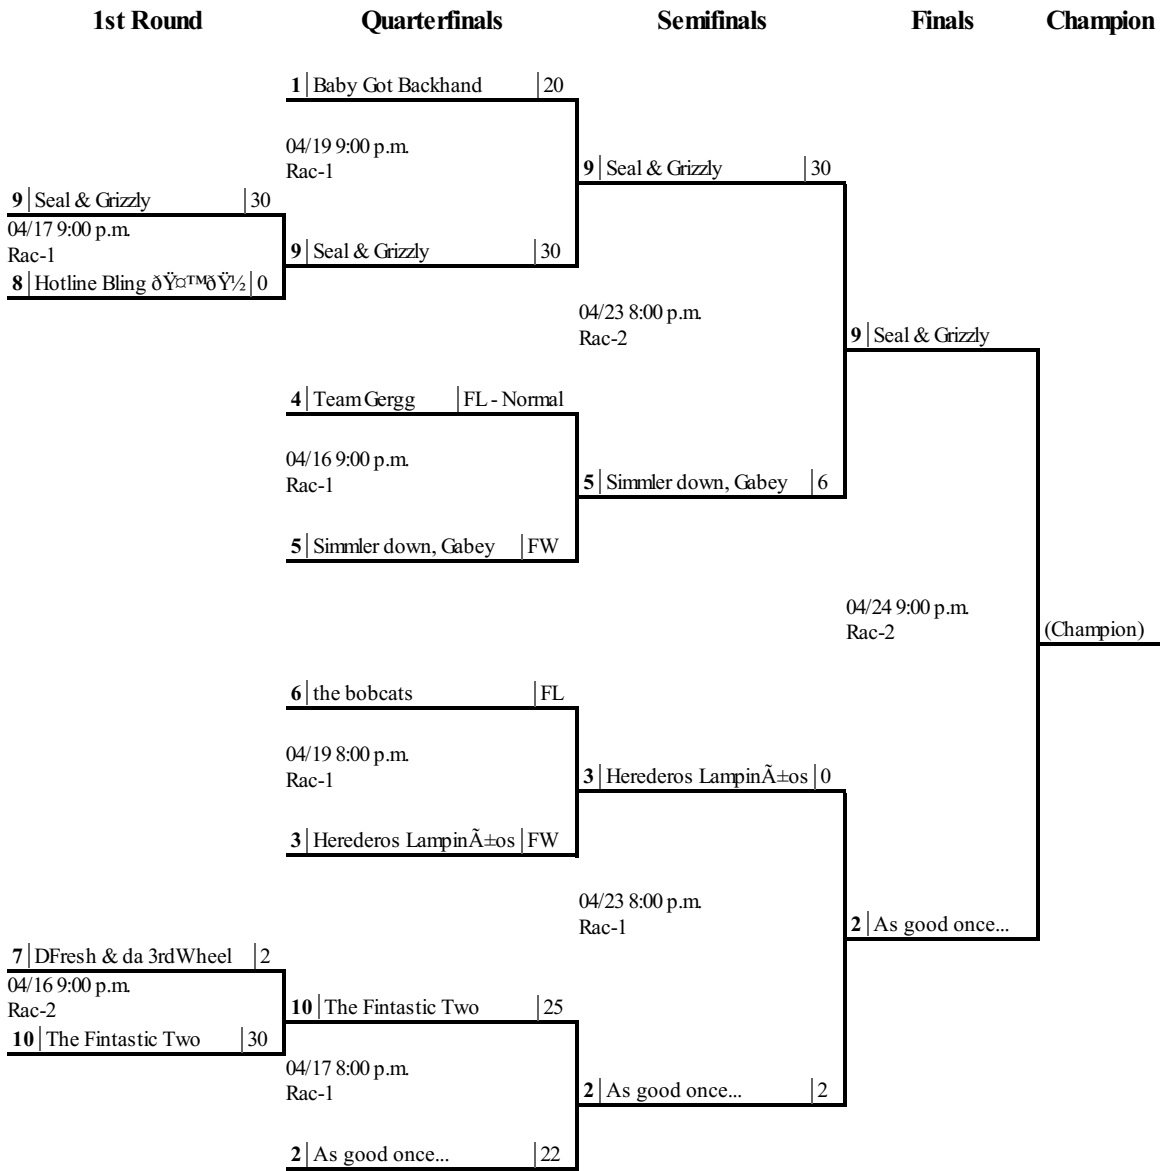 1st Round Quarterfinals Semifinals Finals Champion
1 Baby Got Backhand 20
04/19 9:00 p.m.
Rac-1
9 Seal & Grizzly 30
9 Seal & Grizzly 30
04/17 9:00 p.m.
Rac-1
8 Hotline Bling ðŸ¤™ðŸ½ 0
9 Seal & Grizzly 30
04/23 8:00 p.m.
Rac-2
9 Seal & Grizzly
4 Team Gergg FL - Normal
04/16 9:00 p.m.
Rac-1
5 Simmler down, Gabey 6
5 Simmler down, Gabey FW
04/24 9:00 p.m.
Rac-2
(Champion)
6 the bobcats FL
04/19 8:00 p.m.
Rac-1
3 Herederos LampinÃ±os 0
3 Herederos LampinÃ±os FW
04/23 8:00 p.m.
Rac-1
2 As good once...
7 DFresh & da 3rdWheel 2
04/16 9:00 p.m.
Rac-2
10 The Fintastic Two 30
10 The Fintastic Two 25
04/17 8:00 p.m.
Rac-1
2 As good once... 2
2 As good once... 22